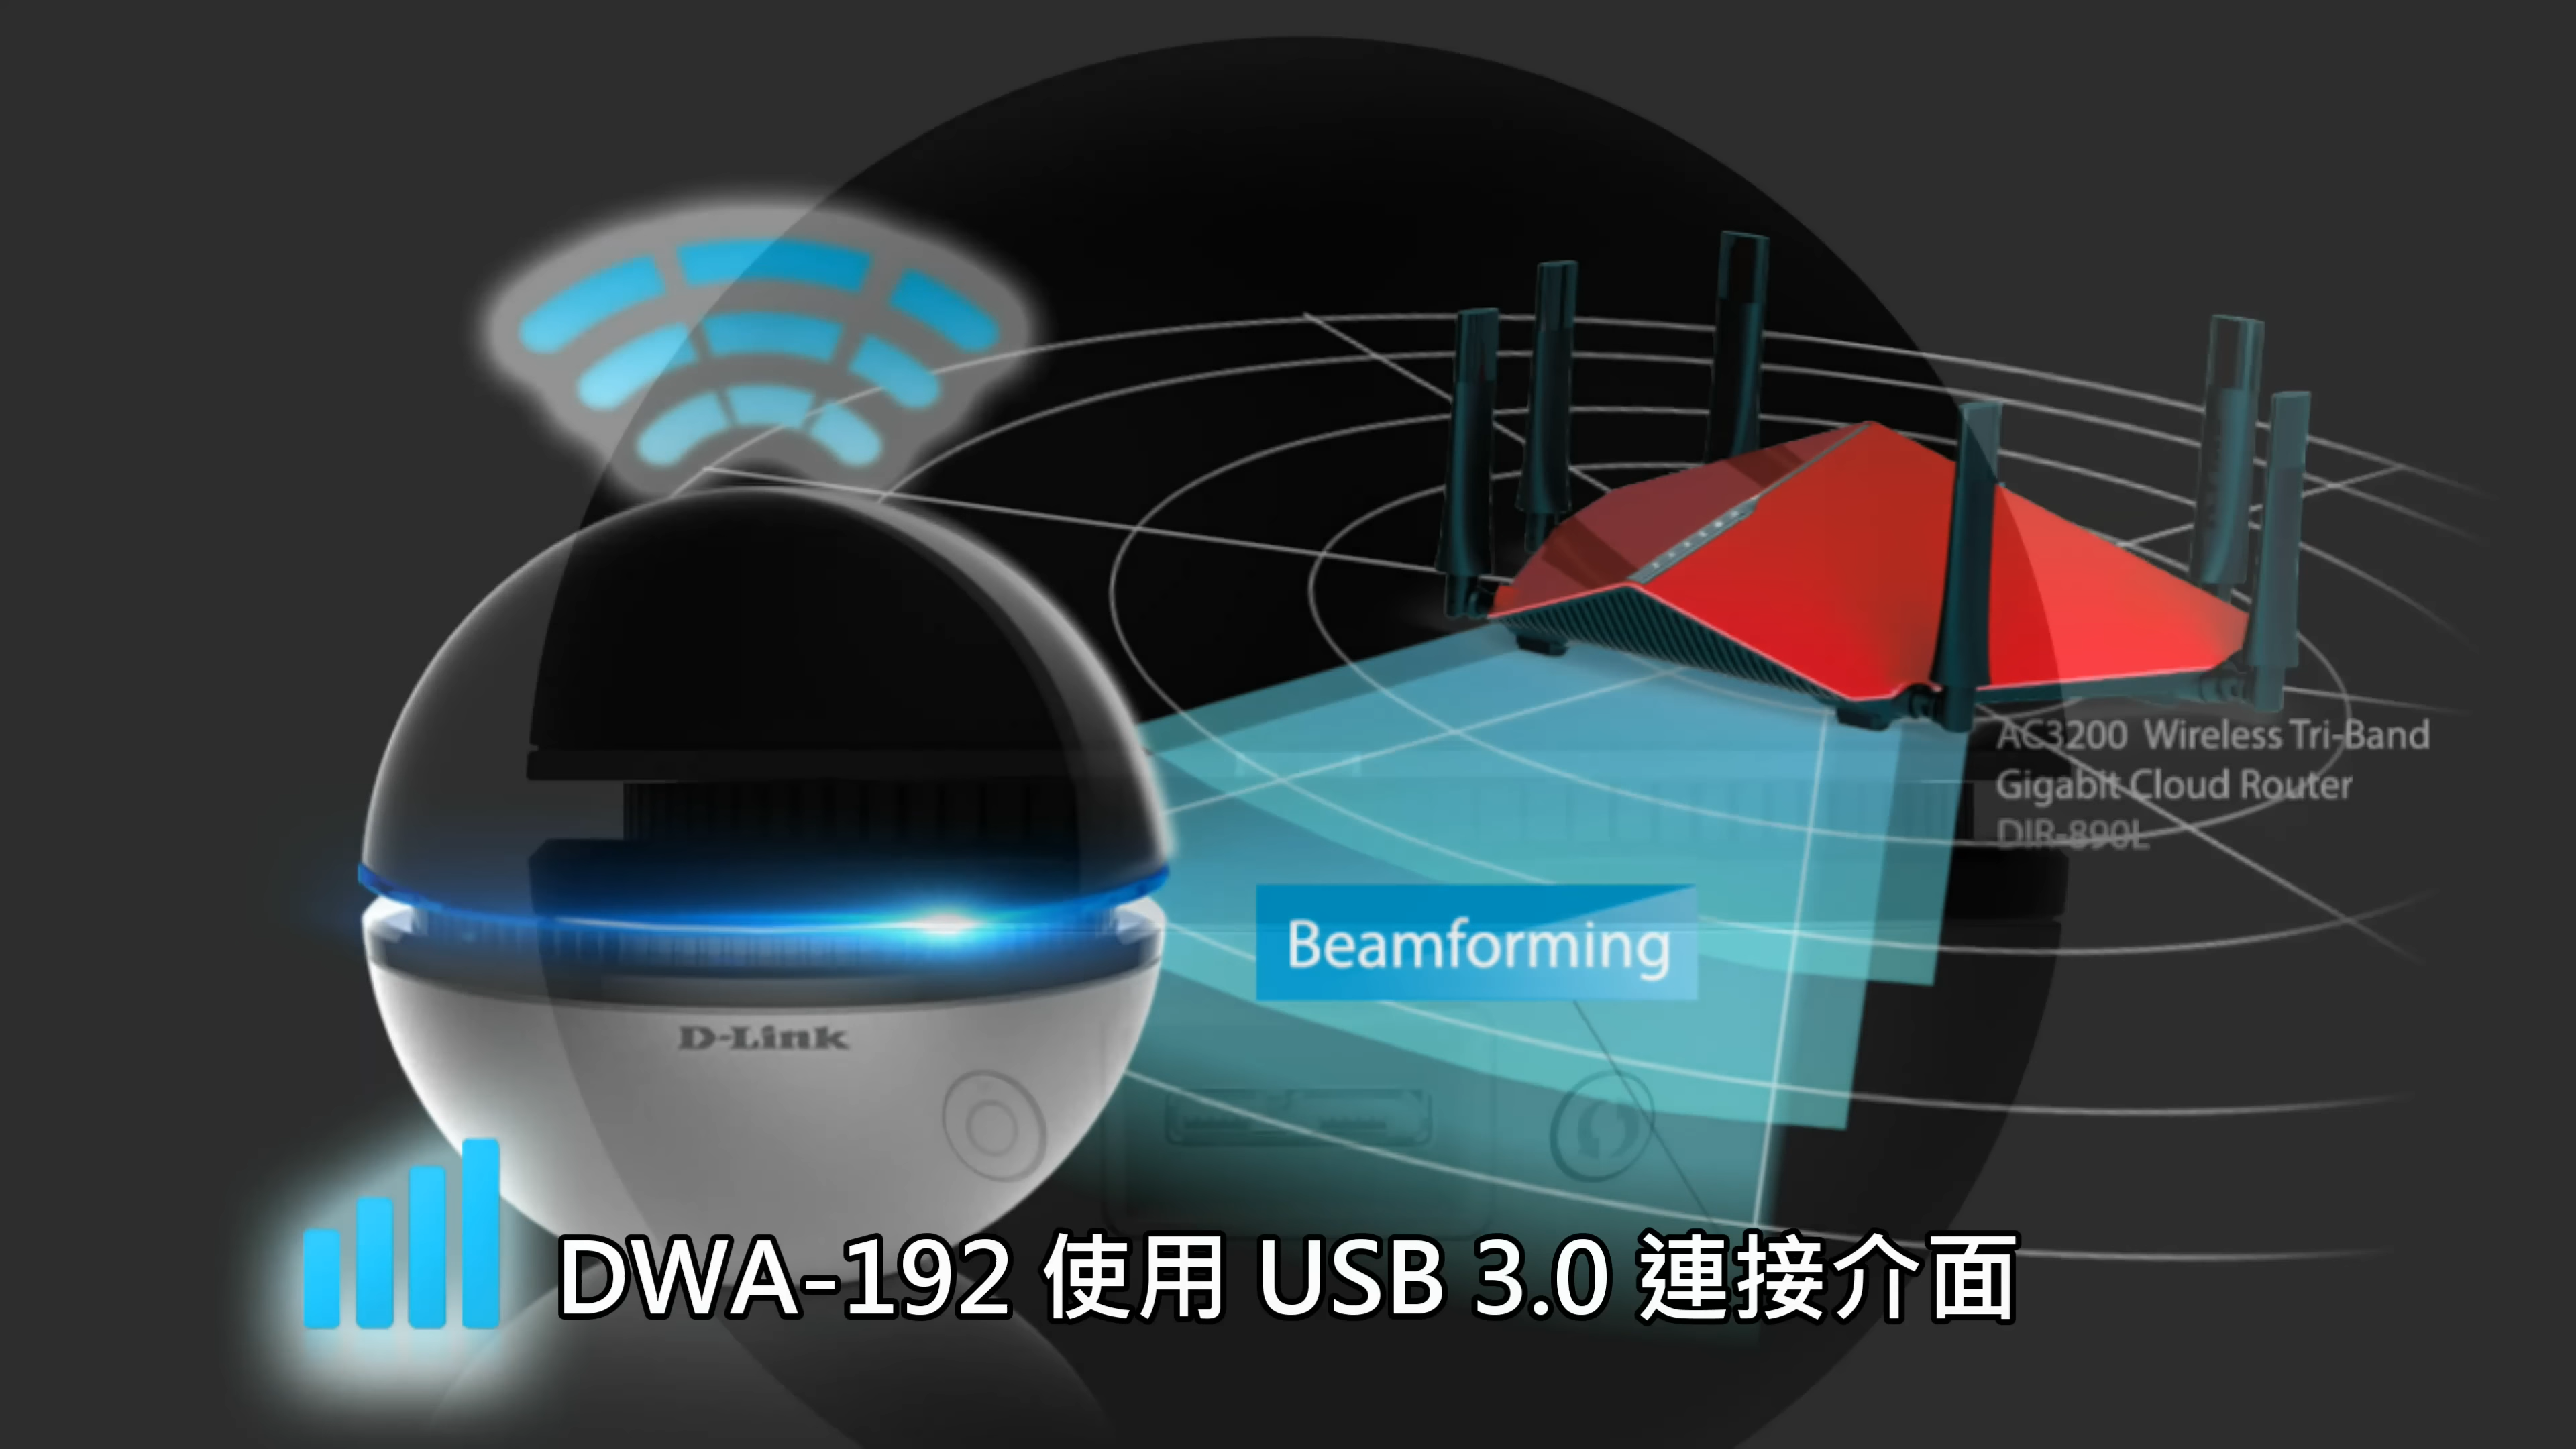 AC3200 Wireless Tri-Band
Gigabit Cloud Router
DIR-890L
Beamforming
D-Link
DWA-192 使用 USB 3.0 連接介面